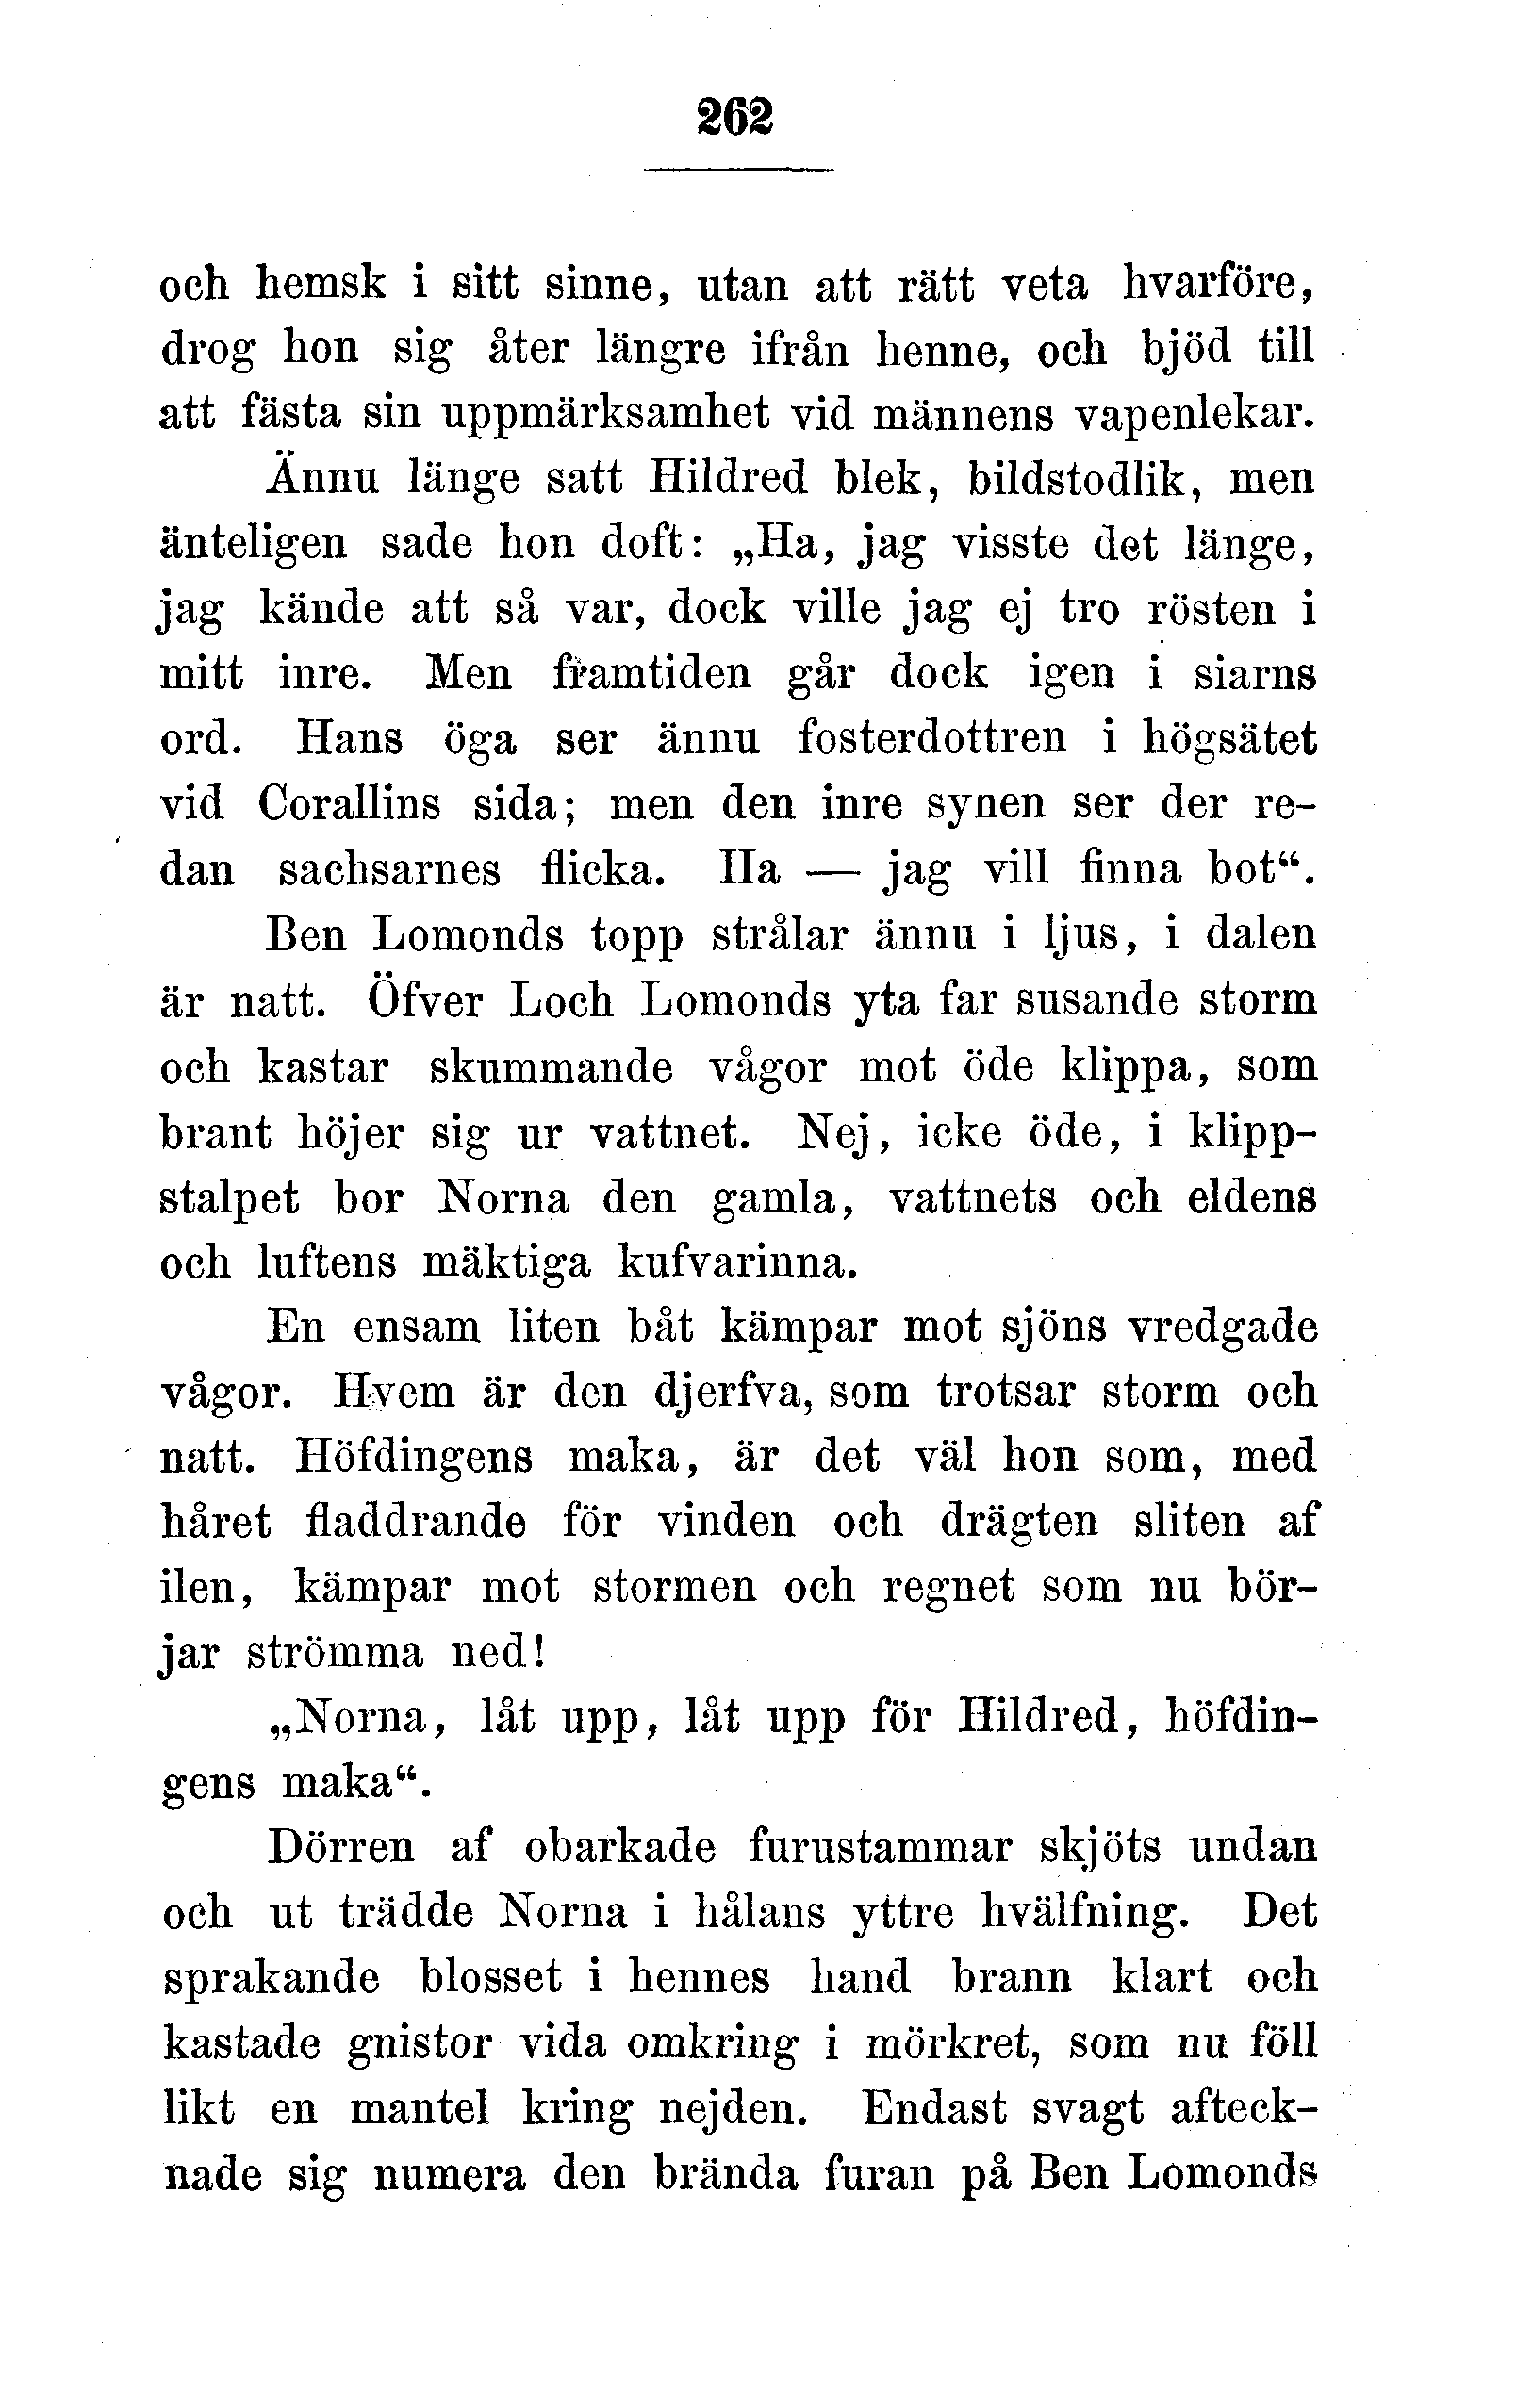 262
och hemsk i sitt sinne, utan att rätt veta hvarföre,
drog hon sig åter längre ifrån henne, och bjöd till
att fästa sin uppmärksamhet vid männens vapenlekar.
Ännu länge satt Hildred blek, bildstodlik, men
änteligen sade hon doft: „Ha, jag visste det länge,
jag kände att så var, dock ville jag ej tro rösten i
mitt inre. Men framtiden går dock igen i siarns
ord. Hans öga ser ännu fosterdottren i högsätet
vid Corallins sida; men den inre synen ser der re-
dan sachsarnes flicka. Ha — jag vill finna bot“.
Ben Lomonds topp strålar ännu i ljus, i dalen
är natt. Öfver Loch Lomonds yta far susande storm
och kastar skummande vågor mot öde klippa, som
brant höjer sig ur vattnet. Nej, icke öde, i klipp-
stalpet bor Norna den gamla, vattnets och eldens
och luftens mäktiga kufvarinna.
En ensam liten båt kämpar mot sjöns vredgade
vågor. Hvem är den djerfva, som trotsar storm och
natt. Höfdingens maka, är det väl hon som, med
håret fladdrande för vinden och drägten sliten af
ilen, kämpar mot stormen och regnet som nu bör-
jar strömma ned!
„Norna, låt upp, låt upp för Hildred, höfdin-
gens maka“.
Dörren af obarkade furustammar skjöts undan
och ut trädde Norna i hålans yttre hvälfning. Det
sprakande blosset i hennes hand brann klart och
kastade gnistor vida omkring i mörkret, som nu föll
likt en mantel kring nejden. Endast svagt afteck-
nade sig numera den brända furan på Ben Lomonds